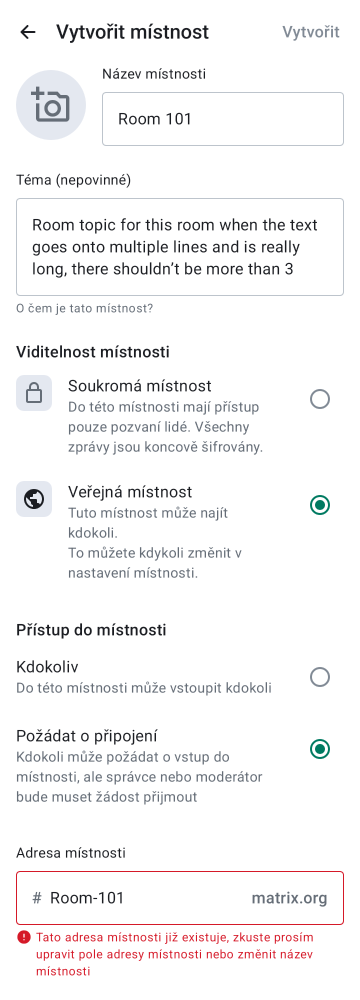 Vytvořit místnost
Vytvořit
Název místnosti
Room 101
Téma (nepovinné)
Room topic for this room when the text
goes onto multiple lines and is really
long, there shouldn’t be more than 3
O čem je tato místnost?
Viditelnost místnosti
Soukromá místnost
Do této místnosti mají přístup
pouze pozvaní lidé. Všechny
zprávy jsou koncově šifrovány.
Veřejná místnost
Tuto místnost může najít
kdokoli.
To můžete kdykoli změnit v
nastavení místnosti.
Přístup do místnosti
Kdokoliv
Do této místnosti může vstoupit kdokoli
Požádat o připojení
Kdokoli může požádat o vstup do
místnosti, ale správce nebo moderátor
bude muset žádost přijmout
Adresa místnosti
# Room-101 matrix.org
Tato adresa místnosti již existuje, zkuste prosím
upravit pole adresy místnosti nebo změnit název
místnosti